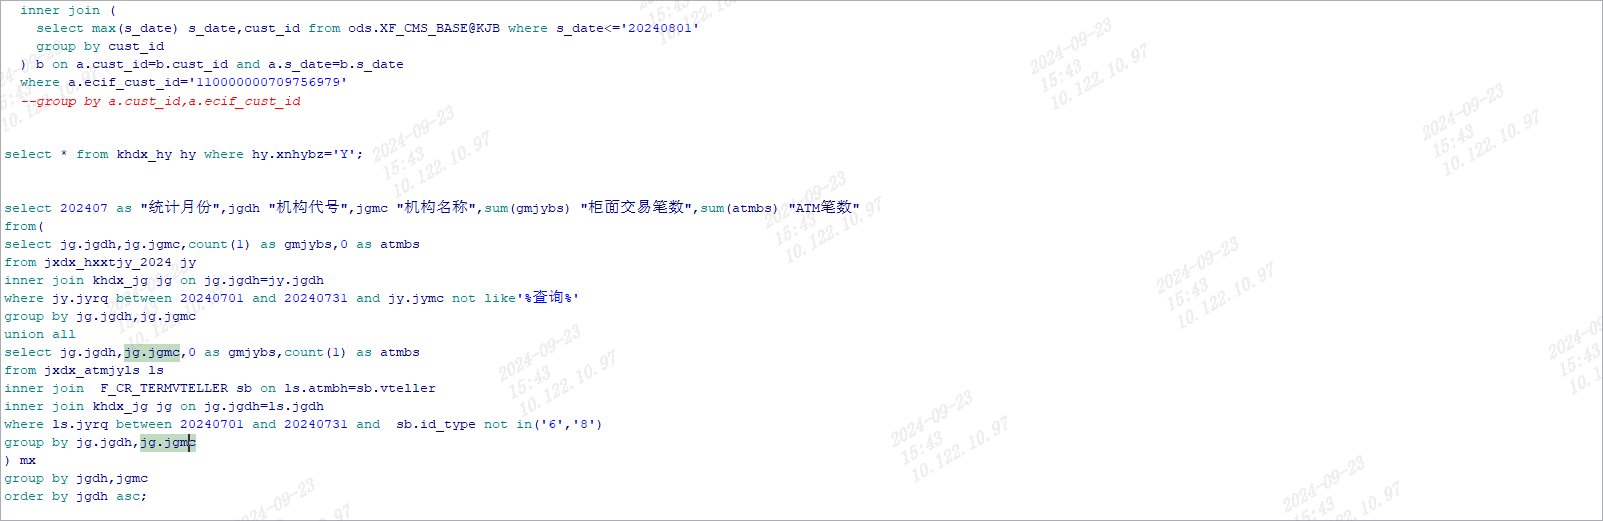 inner join (
select max(s_date) s_date,cust_id from ods.XF_CMS_BASE@KJB where s_date<='20240801'
group by cust_id
) b on a.cust_id=b.cust_id and a.s_date=b.s_date
where a.ecif_cust_id='110000000709756979'
--group by a.cust_id,a.ecif_cust_id
select * from khdx_hy hy where hy.xnhybz='Y';
select 202407 as "统计月份",jgdh "机构代号",jgmc "机构名称",sum(gmjybs) "柜面交易笔数",sum(atmbs) "ATM笔数"
from(
select jg.jgdh,jg.jgmc,count(1) as gmjybs,0 as atmbs
from jxdx_hxxtjy_2024 jy
inner join khdx_jg jg on jg.jgdh=jy.jgdh
where jy.jyrq between 20240701 and 20240731 and jy.jymc not like'%查询%'
group by jg.jgdh,jg.jgmc
union all
select jg.jgdh,jg.jgmc,0 as gmjybs,count(1) as atmbs
from jxdx_atmjyls ls
inner join  F_CR_TERMVTELLER sb on ls.atmbh=sb.vteller
inner join khdx_jg jg on jg.jgdh=ls.jgdh
where ls.jyrq between 20240701 and 20240731 and  sb.id_type not in('6','8')
group by jg.jgdh,jg.jgmc
) mx
group by jgdh,jgmc
order by jgdh asc;
2024-09-23
15:43
10.122.10.97
2024-09-23
15:43
10.122.10.97
2024-09-23
15:43
10.122.10.97
2024-09-23
15:43
10.122.10.97
2024-09-23
15:43
10.122.10.97
2024-09-23
15:43
10.122.10.97
2024-09-23
15:43
10.122.10.97
2024-09-23
15:43